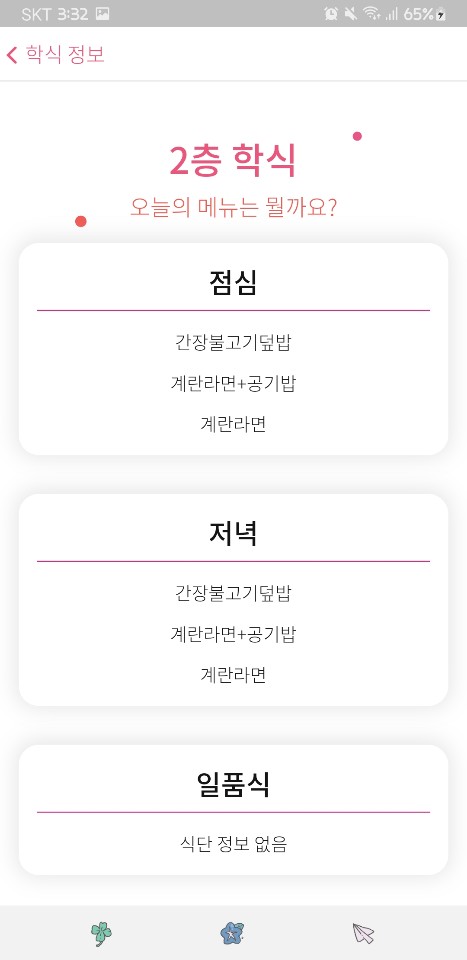 SKT 3:32 65%
학식 정보
2층 학식
오늘의 메뉴는 뭘까요?
점심
간장불고기덮밥
계란라면+공기밥
계란라면
저녁
간장불고기덮밥
계란라면+공기밥
계란라면
일품식
식단 정보 없음